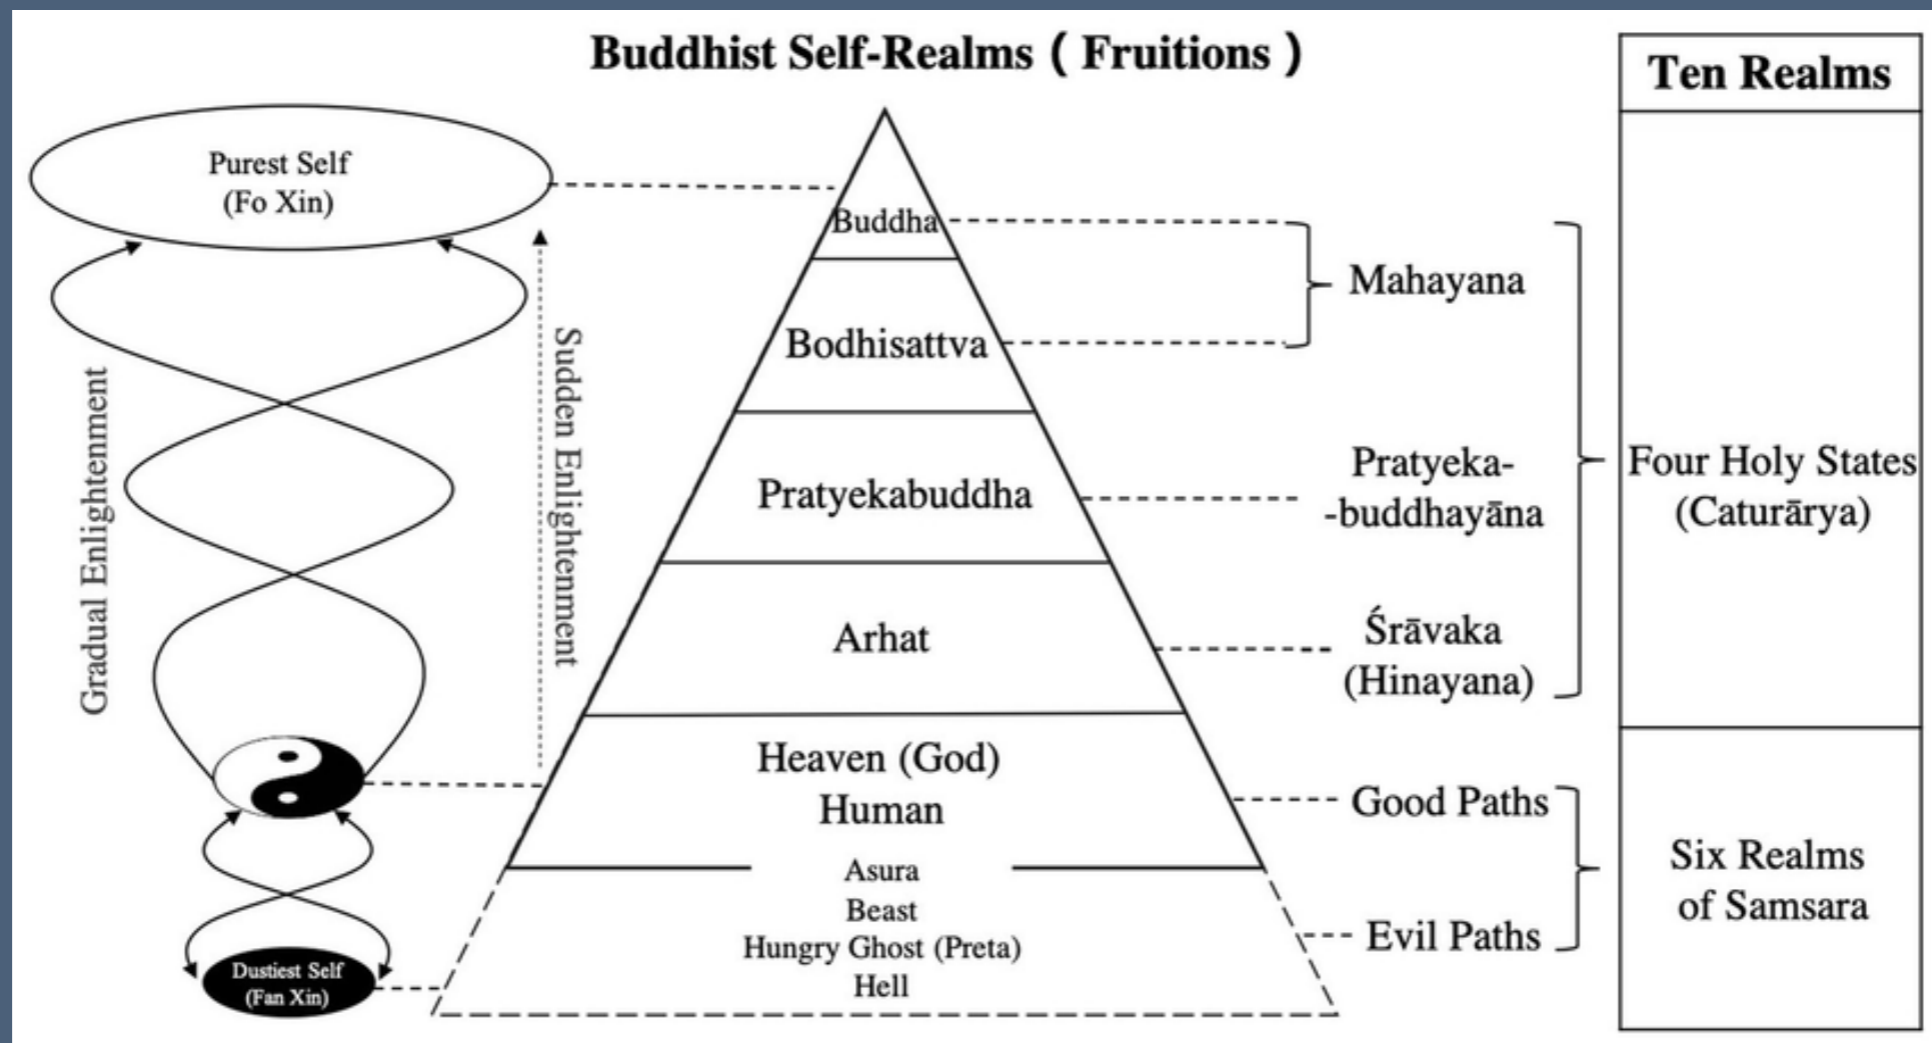 Buddhist Self-Realms ( Fruitions )
Purest Self
(Fo Xin)
Gradual Enlightenment
Sudden Enlightenment
Dustiest Self
(Fan Xin)
Buddha
Bodhisattva
Pratyekabuddha
Arhat
Heaven (God)
Human
Asura
Beast
Hungry Ghost (Preta)
Hell
Mahayana
Pratyeka-
-buddhayāna
Śrāvaka
(Hinayana)
Good Paths
Evil Paths
Ten Realms
Four Holy States
(Caturārya)
Six Realms
of Samsara